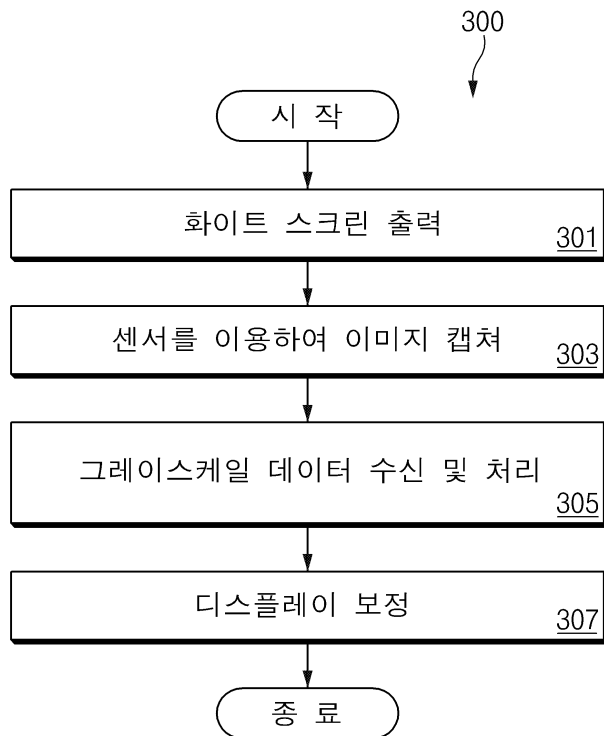 300
시 작
화이트 스크린 출력
301
센서를 이용하여 이미지 캡쳐
303
그레이스케일 데이터 수신 및 처리
305
디스플레이 보정
307
종 료